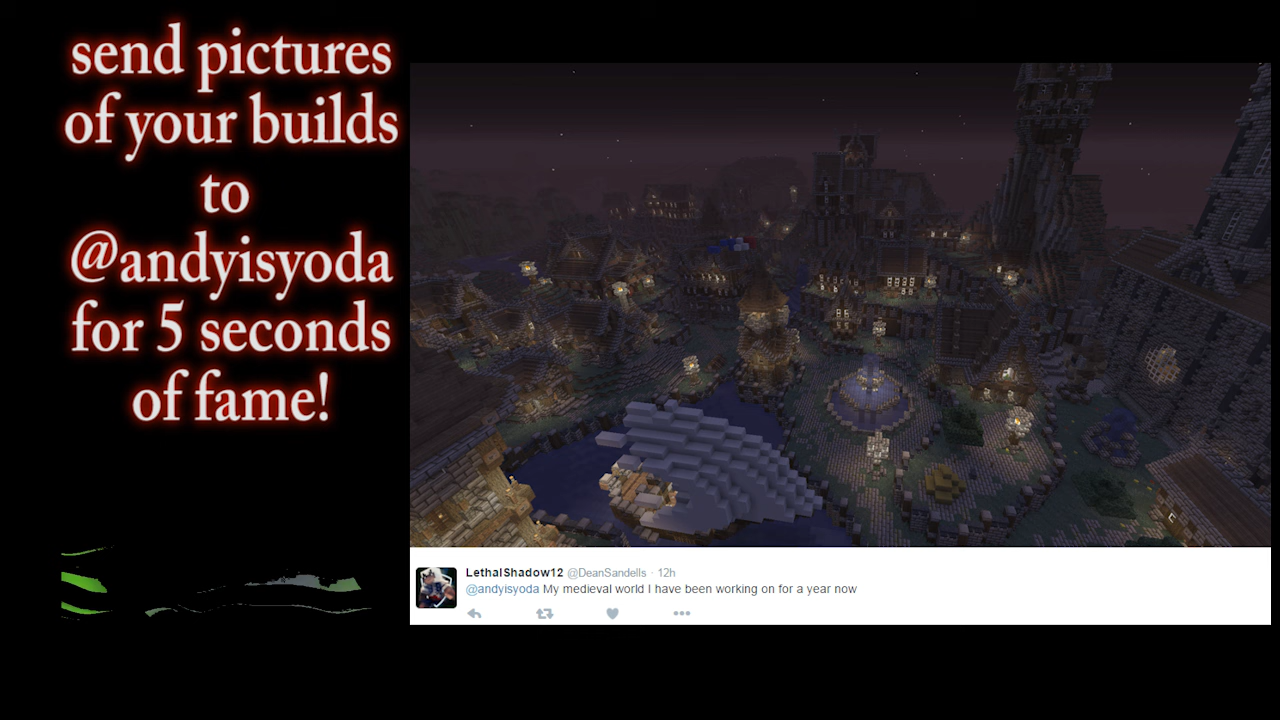 send pictures
of your builds
to
@andyisyoda
for 5 seconds
of fame!
LethalShadow12 @DeanSandells · 12h
@andyisyoda My medieval world I have been working on for a year now